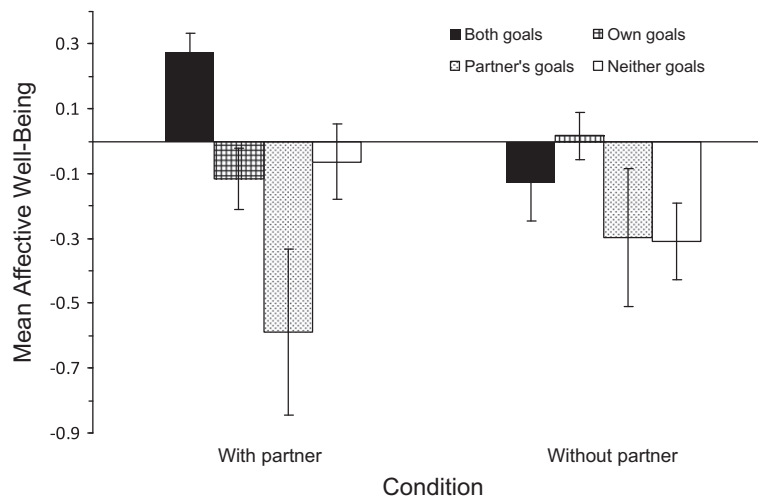 Both goals
Own goals
Partner's goals
Neither goals
Mean Affective Well-Being
0.3
0.1
-0.1
-0.3
-0.5
-0.7
-0.9
With partner
Without partner
Condition